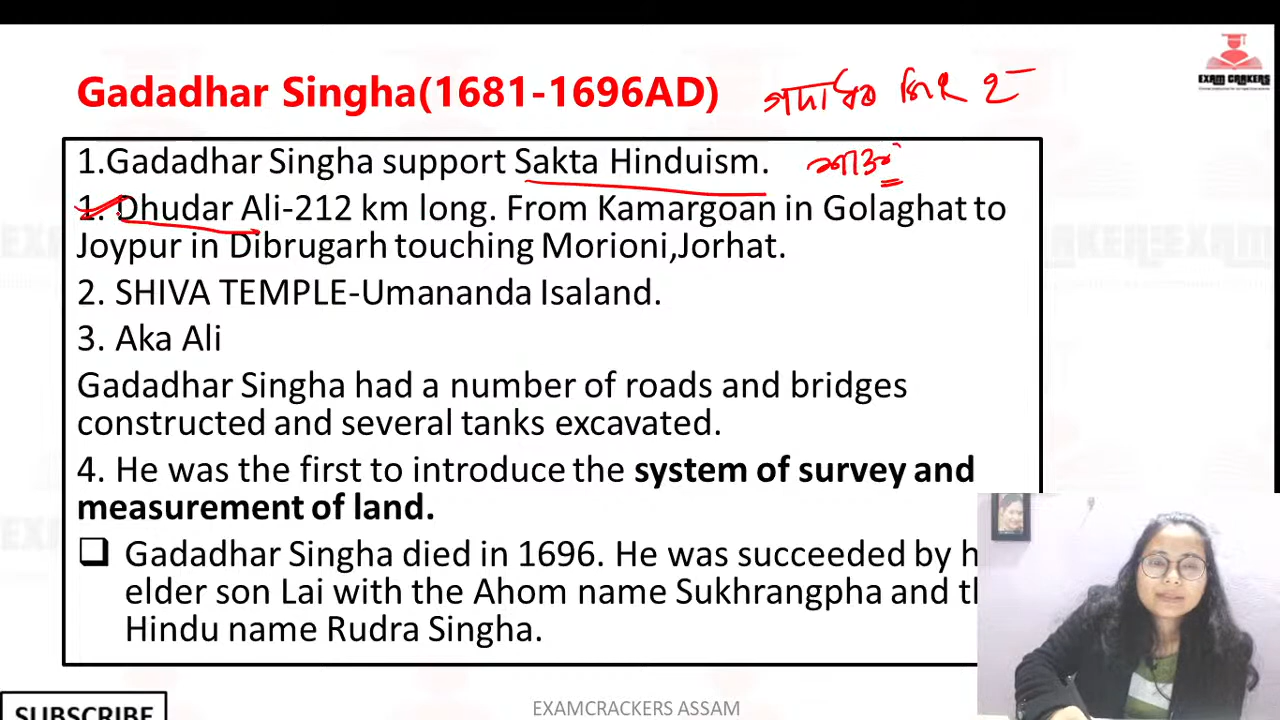 Gadadhar Singha(1681-1696AD)
EXAM CRAKERS
1.Gadadhar Singha support Sakta Hinduism.
1. Dhudar Ali-212 km long. From Kamargoan in Golaghat to
Joypur in Dibrugarh touching Morioni,Jorhat.
2. SHIVA TEMPLE-Umananda Isaland.
3. Aka Ali
Gadadhar Singha had a number of roads and bridges
constructed and several tanks excavated.
4. He was the first to introduce the system of survey and
measurement of land.
Gadadhar Singha died in 1696. He was succeeded by h
elder son Lai with the Ahom name Sukhrangpha and th
Hindu name Rudra Singha.
SUBSCRIBE
EXAMCRACKERS ASSAM